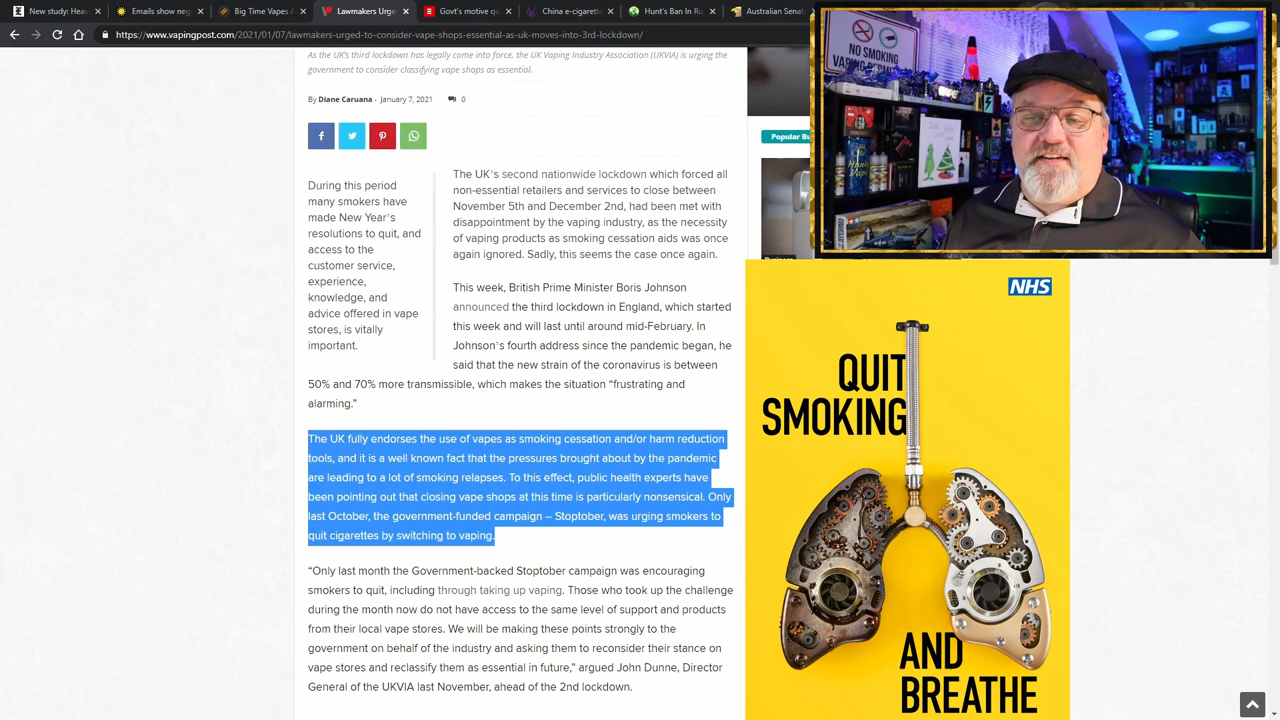 New study: Hea
Emails show ne
Big Time Vapes
Lawmakers Urge
Govt's motive q
China e-cigarett
Hunt's Ban In R
Australian Senat
https://www.vapingpost.com/2021/01/07/lawmakers-urged-to-consider-vape-shops-essential-as-uk-moves-into-3rd-lockdown/
As the UK's third lockdown has legally come into force, the UK Vaping Industry Association (UKVIA) is urging the
government to consider classifying vape shops as essential.
By Diane Caruana - January 7, 2021 0
During this period
many smokers have
made New Year's
resolutions to quit, and
access to the
customer service,
experience,
knowledge, and
advice offered in vape
stores, is vitally
important.
The UK's second nationwide lockdown which forced all
non-essential retailers and services to close between
November 5th and December 2nd, had been met with
disappointment by the vaping industry, as the necessity
of vaping products as smoking cessation aids was once
again ignored. Sadly, this seems the case once again.
This week, British Prime Minister Boris Johnson
announced the third lockdown in England, which started
this week and will last until around mid-February. In
Johnson's fourth address since the pandemic began, he
said that the new strain of the coronavirus is between
50% and 70% more transmissible, which makes the situation “frustrating and
alarming.”
The UK fully endorses the use of vapes as smoking cessation and/or harm reduction
tools, and it is a well known fact that the pressures brought about by the pandemic
are leading to a lot of smoking relapses. To this effect, public health experts have
been pointing out that closing vape shops at this time is particularly nonsensical. Only
last October, the government-funded campaign – Stoptober, was urging smokers to
quit cigarettes by switching to vaping.
“Only last month the Government-backed Stoptober campaign was encouraging
smokers to quit, including through taking up vaping. Those who took up the challenge
during the month now do not have access to the same level of support and products
from their local vape stores. We will be making these points strongly to the
government on behalf of the industry and asking them to reconsider their stance on
vape stores and reclassify them as essential in future,” argued John Dunne, Director
General of the UKVIA last November, ahead of the 2nd lockdown.
Popular Bu
NO SMOKING
NHS
QUIT
SMOKING
AND
BREATHE